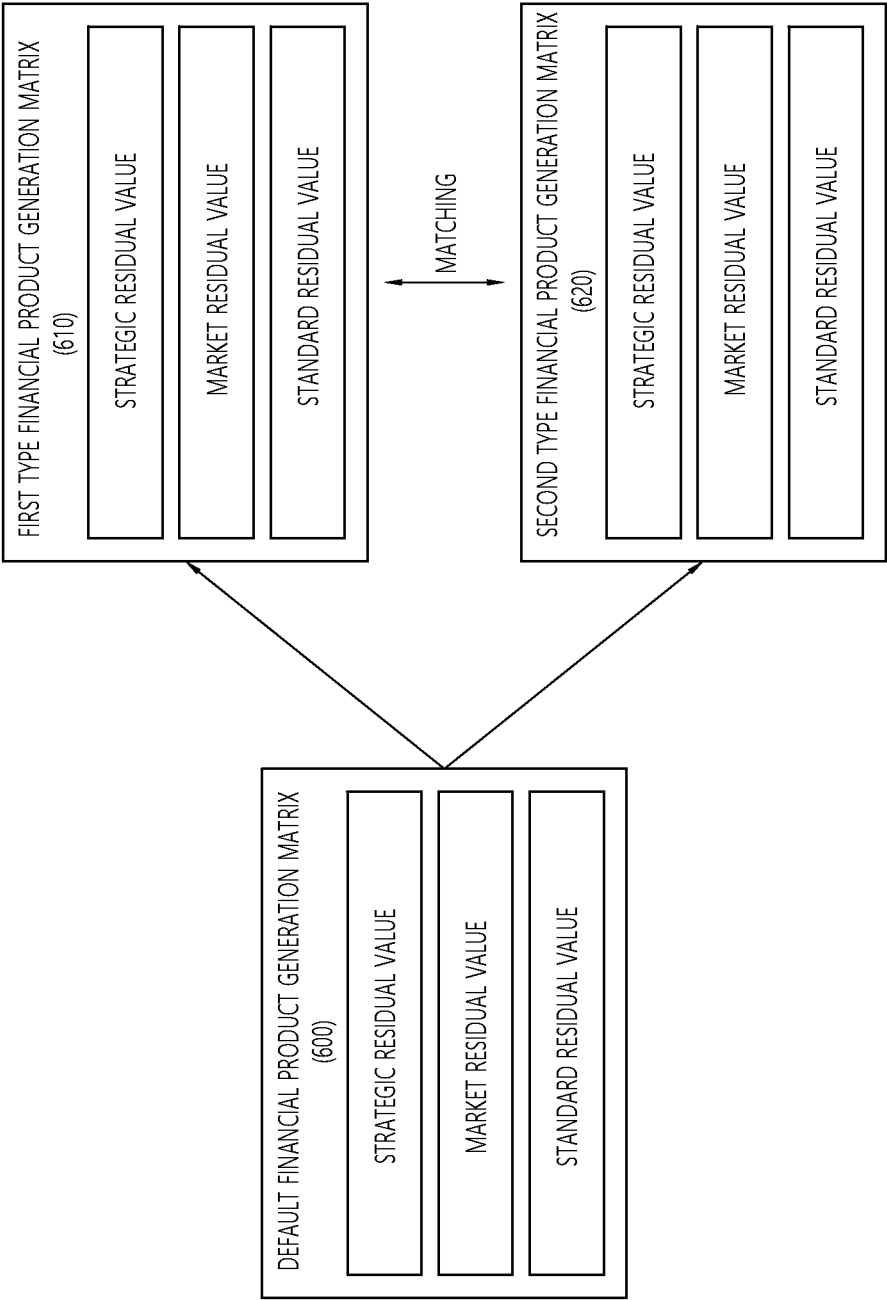 DEFAULT FINANCIAL PRODUCT GENERATION MATRIX
(600)
STRATEGIC RESIDUAL VALUE
MARKET RESIDUAL VALUE
STANDARD RESIDUAL VALUE
FIRST TYPE FINANCIAL PRODUCT GENERATION MATRIX
(610)
STRATEGIC RESIDUAL VALUE
MARKET RESIDUAL VALUE
STANDARD RESIDUAL VALUE
MATCHING
SECOND TYPE FINANCIAL PRODUCT GENERATION MATRIX
(620)
STRATEGIC RESIDUAL VALUE
MARKET RESIDUAL VALUE
STANDARD RESIDUAL VALUE